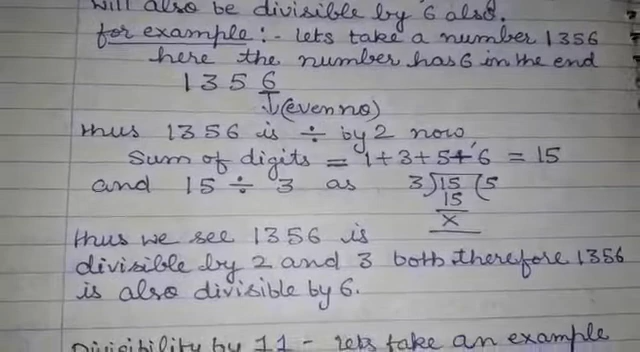 will also be divisible by 6 also.
for example :- lets take a number 1356
here the number has 6 in the end
1 3 5 6
↓(even no)
thus 1356 is ÷ by 2 now,
Sum of digits = 1+3+5+6 = 15
and 15 ÷ 3 as 3)15(5
15
x
thus we see 1356 is
divisible by 2 and 3 both therefore 1356
is also divisible by 6.
Divisibility by 11 - lets take an example